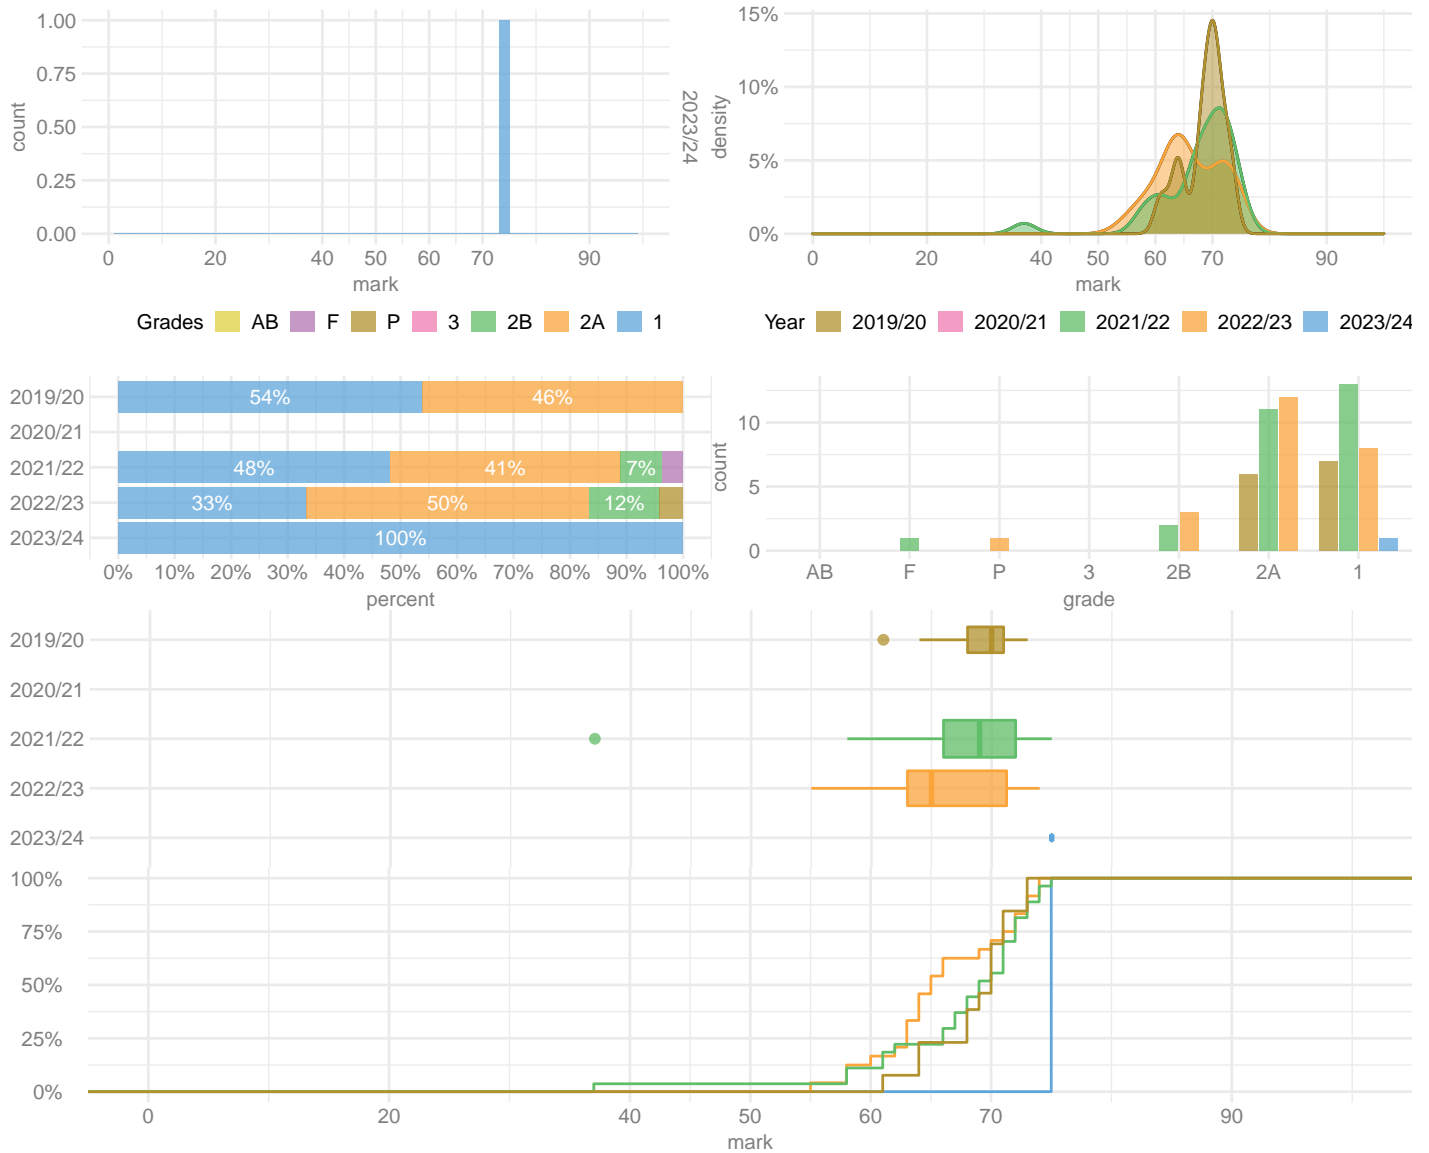 1.00
0.75
0.50
0.25
0.00
count
0 20 40 50 60 70 90
mark
2023/24
15%
10%
5%
0%
density
0 20 40 50 60 70 90
mark
Grades AB F P 3 2B 2A 1
Year 2019/20 2020/21 2021/22 2022/23 2023/24
2019/20 54% 46%
2020/21
2021/22 48% 41% 7%
2022/23 33% 50% 12%
2023/24 100%
0% 10% 20% 30% 40% 50% 60% 70% 80% 90% 100%
percent
10
5
0
count
AB F P 3 2B 2A 1
grade
2019/20
2020/21
2021/22
2022/23
2023/24
100%
75%
50%
25%
0%
0 20 40 60 70 90
mark